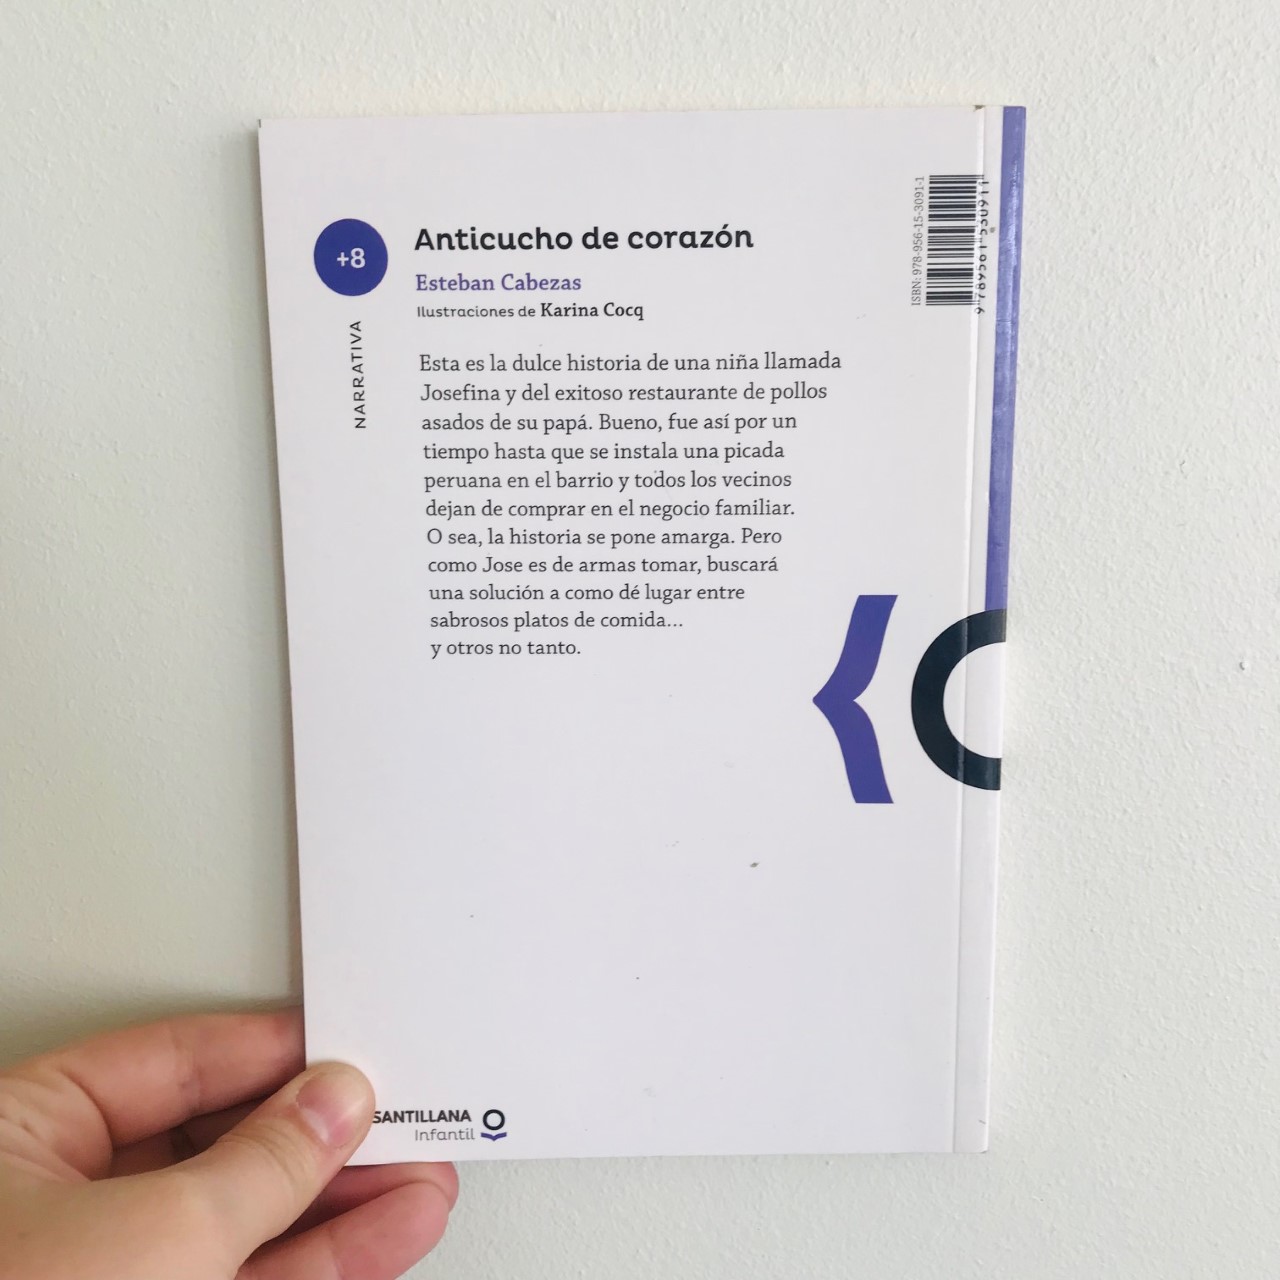 +8
NARRATIVA
Anticucho de corazón
Esteban Cabezas
Ilustraciones de Karina Cocq
Esta es la dulce historia de una niña llamada
Josefina y del exitoso restaurante de pollos
asados de su papá. Bueno, fue así por un
tiempo hasta que se instala una picada
peruana en el barrio y todos los vecinos
dejan de comprar en el negocio familiar.
O sea, la historia se pone amarga. Pero
como Jose es de armas tomar, buscará
una solución a como dé lugar entre
sabrosos platos de comida...
y otros no tanto.
ISBN: 978-956-15-3091-1
9 789561 530911
SANTILLANA
Infantil